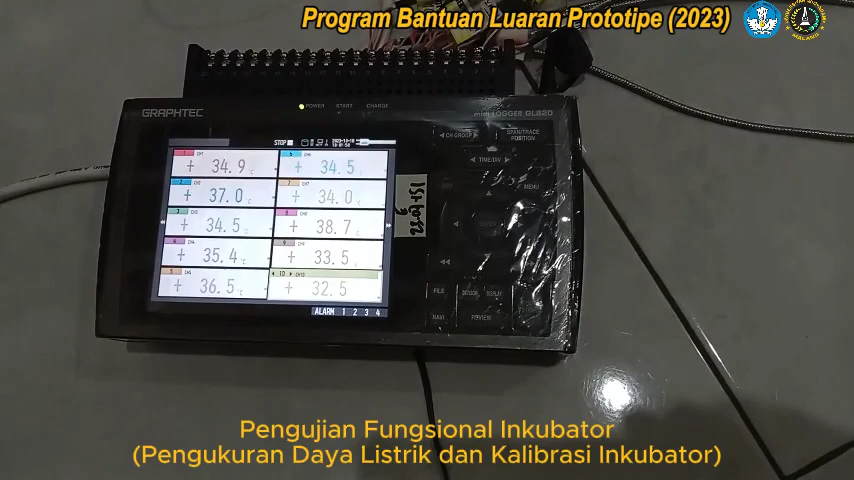 Program Bantuan Luaran Prototipe (2023)
MALANG
GRAPHTEC
POWER START CHARGE
midi LOGGER GL820
STOP
CH1
+ 34.9 °C
CH2
+ 37.0 °C
CH3
+ 34.5 °C
CH4
+ 35.4 °C
CH5
+ 36.5 °C
CH6
+ 34.5
CH7
+ 34.0
CH8
+ 38.7
CH9
+ 33.5
10 CH10
+ 32.5
ALARM 1 2 3 4
CH GROUP
SPAN/TRACE
POSITION
TIME/DIV
MENU
FILE
CURSOR
NAVI
REVIEW
Pengujian Fungsional Inkubator
(Pengukuran Daya Listrik dan Kalibrasi Inkubator)